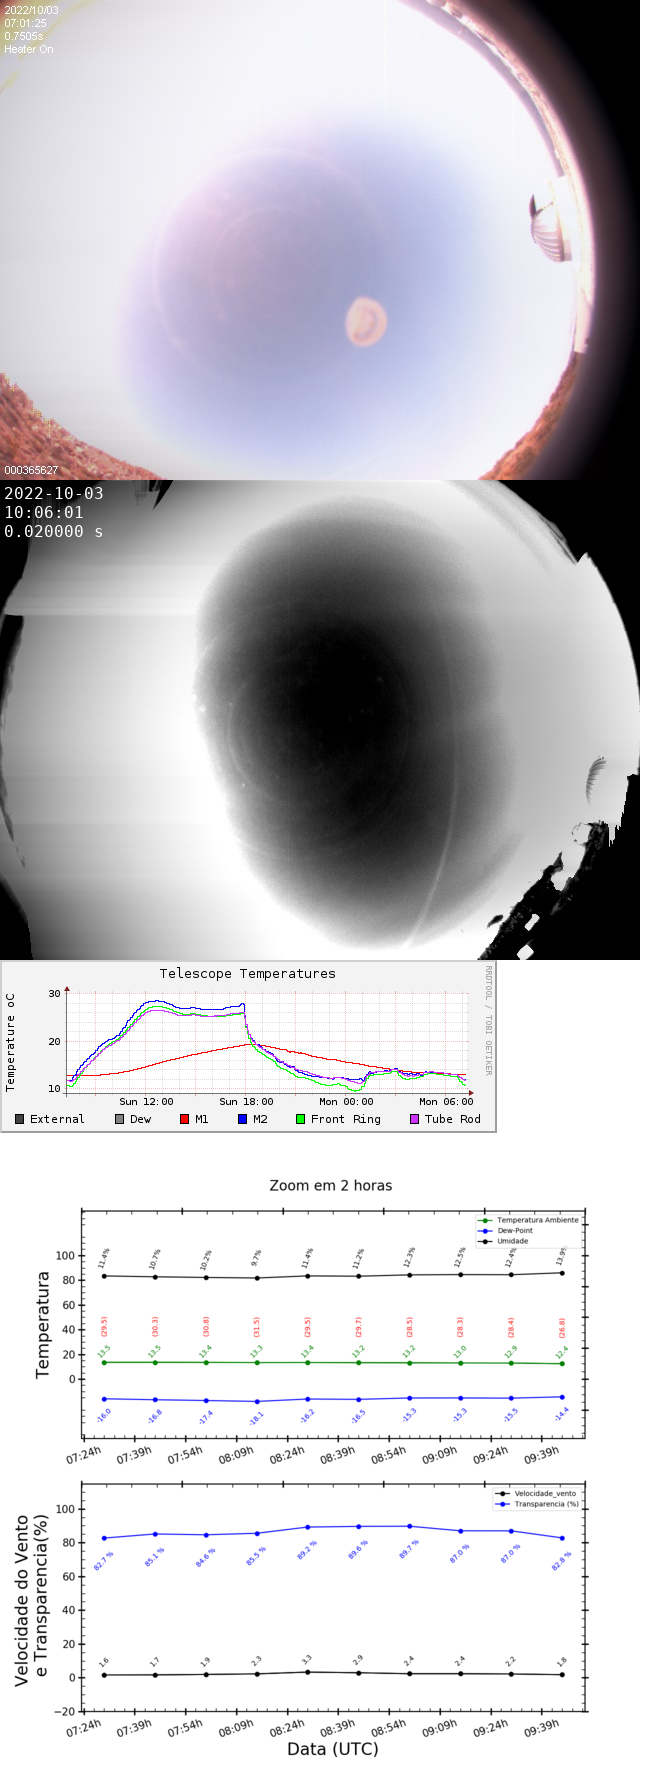 2022/10/03
07:01:25
0.7505s
Heater On
000365627
2022-10-03
10:06:01
0.020000 s
Telescope Temperatures
RRDTOOL / TOBI OETIKER
Temperature oC
30
20
10
Sun 12:00 Sun 18:00 Mon 00:00 Mon 06:00
External Dew M1 M2 Front Ring Tube Rod
Zoom em 2 horas
Temperatura Ambiente
Dew-Point
Umidade
Temperatura
100
80
60
40
20
0
11.4% 10.7% 10.2% 9.7% 11.4% 11.2% 12.3% 12.5% 12.4% 13.9%
(29.5) (30.3) (30.8) (31.5) (29.5) (29.7) (28.5) (28.3) (28.4) (26.8)
13.5 13.5 13.4 13.3 13.4 13.2 13.2 13.0 12.9 12.4
-16.0 -16.8 -17.4 -18.1 -16.2 -16.5 -15.3 -15.3 -15.5 -14.4
07:24h 07:39h 07:54h 08:09h 08:24h 08:39h 08:54h 09:09h 09:24h 09:39h
Velocidade_vento
Transparencia (%)
Velocidade do Vento
e Transparencia(%)
100
80
60
40
20
0
−20
82.7 % 85.1 % 84.6 % 85.5 % 89.2 % 89.6 % 89.7 % 87.0 % 87.0 % 82.8 %
1.6 1.7 1.9 2.3 3.3 2.9 2.4 2.4 2.2 1.8
07:24h 07:39h 07:54h 08:09h 08:24h 08:39h 08:54h 09:09h 09:24h 09:39h
Data (UTC)